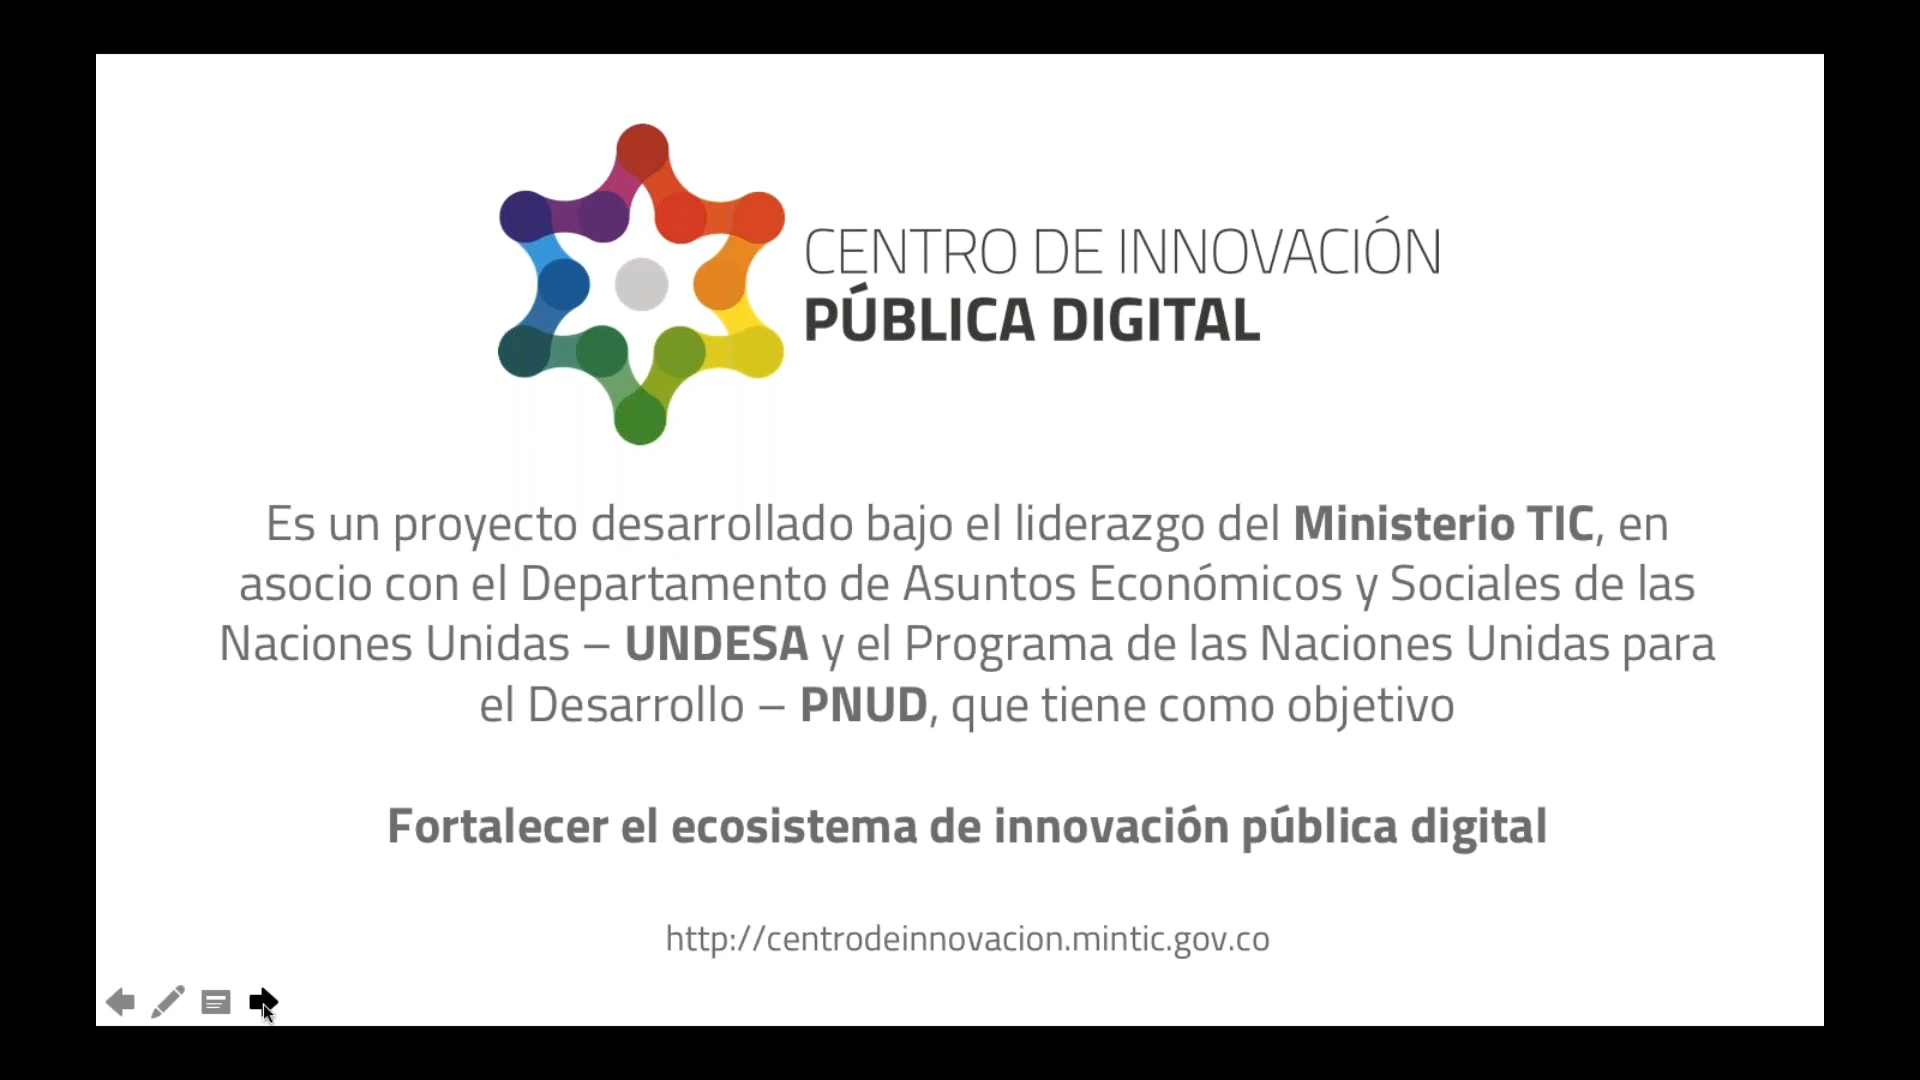 CENTRO DE INNOVACIÓN
PÚBLICA DIGITAL
Es un proyecto desarrollado bajo el liderazgo del Ministerio TIC, en
asocio con el Departamento de Asuntos Económicos y Sociales de las
Naciones Unidas – UNDESA y el Programa de las Naciones Unidas para
el Desarrollo – PNUD, que tiene como objetivo
Fortalecer el ecosistema de innovación pública digital
http://centrodeinnovacion.mintic.gov.co